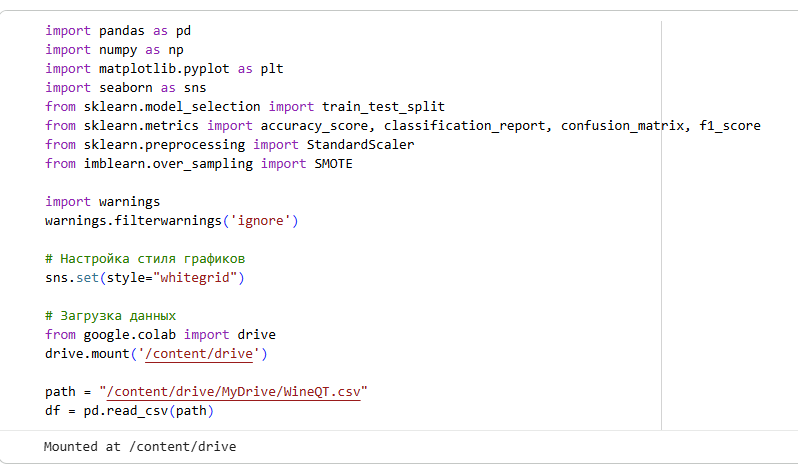 import pandas as pd
import numpy as np
import matplotlib.pyplot as plt
import seaborn as sns
from sklearn.model_selection import train_test_split
from sklearn.metrics import accuracy_score, classification_report, confusion_matrix, f1_score
from sklearn.preprocessing import StandardScaler
from imblearn.over_sampling import SMOTE
import warnings
warnings.filterwarnings('ignore')
# Настройка стиля графиков
sns.set(style="whitegrid")
# Загрузка данных
from google.colab import drive
drive.mount('/content/drive')
path = "/content/drive/MyDrive/WineQT.csv"
df = pd.read_csv(path)
Mounted at /content/drive